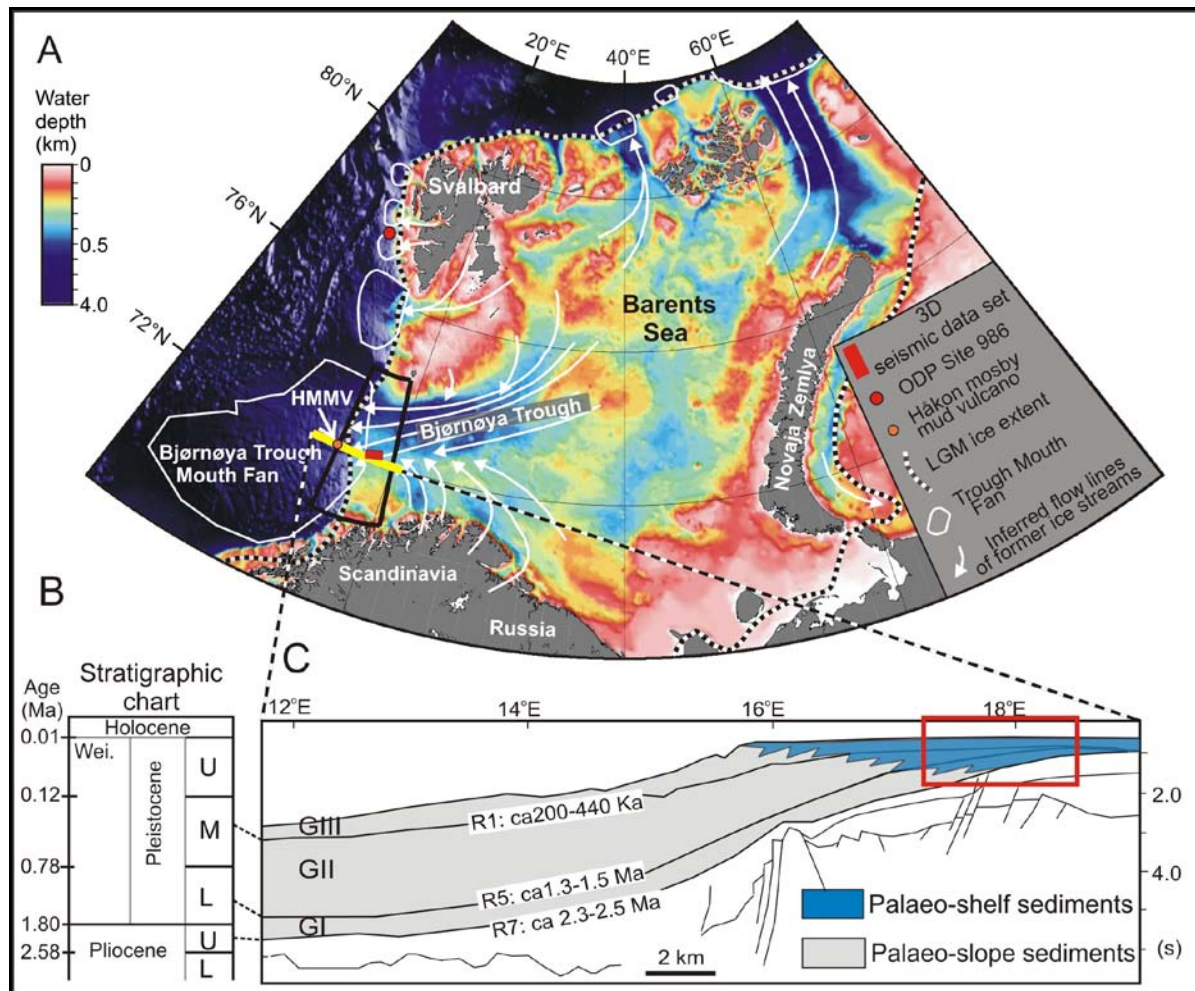 A
20°E
40°E
60°E
80°N
76°N
72°N
Water
depth
(km)
0
0.5
4.0
Svalbard
Barents
Sea
Novaja Zemlya
HMMV
Bjørnøya Trough
Bjørnøya Trough
Mouth Fan
Scandinavia
Russia
3D
seismic data set
ODP Site 986
Håkon mosby
mud vulcano
LGM ice extent
Trough Mouth
Fan
Inferred flow lines
of former ice streams
B
Stratigraphic
chart
Age
(Ma)
Holocene
0.01
Wei.
Pleistocene
U
0.12
M
0.78
L
1.80
Pliocene
U
2.58
L
C
12°E
14°E
16°E
18°E
GIII
R1: ca200-440 Ka
GII
R5: ca1.3-1.5 Ma
GI
R7: ca 2.3-2.5 Ma
2.0
4.0
(s)
2 km
Palaeo-shelf sediments
Palaeo-slope sediments